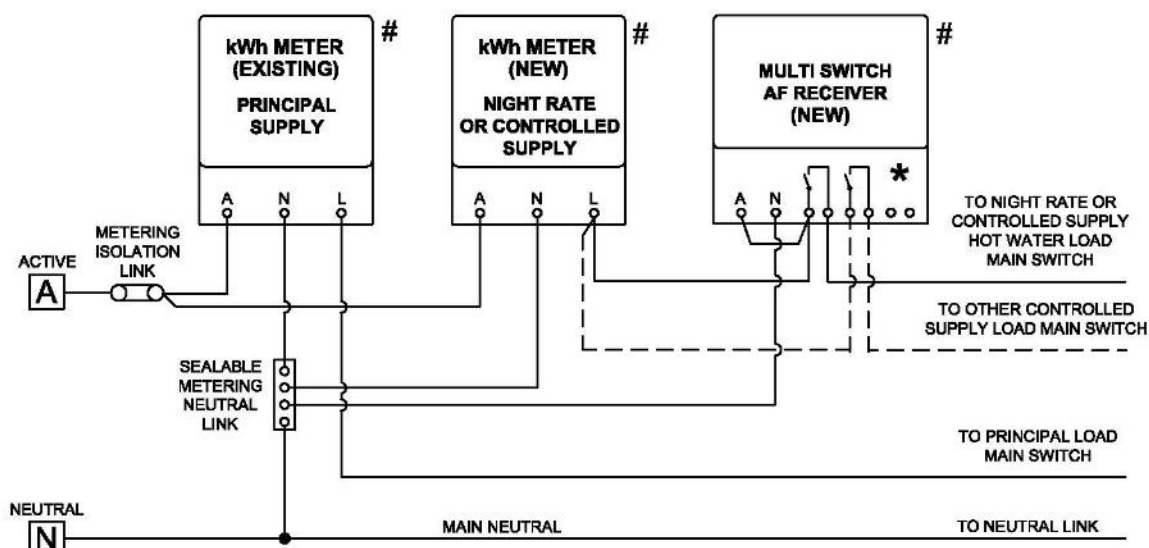 kWh METER
(EXISTING)
PRINCIPAL
SUPPLY
#
A N L
kWh METER
(NEW)
NIGHT RATE
OR CONTROLLED
SUPPLY
#
A N L
MULTI SWITCH
AF RECEIVER
(NEW)
#
*
A N
METERING
ISOLATION
LINK
ACTIVE
A
TO NIGHT RATE OR
CONTROLLED SUPPLY
HOT WATER LOAD
MAIN SWITCH
TO OTHER CONTROLLED
SUPPLY LOAD MAIN SWITCH
SEALABLE
METERING
NEUTRAL
LINK
TO PRINCIPAL LOAD
MAIN SWITCH
NEUTRAL
N
MAIN NEUTRAL
TO NEUTRAL LINK